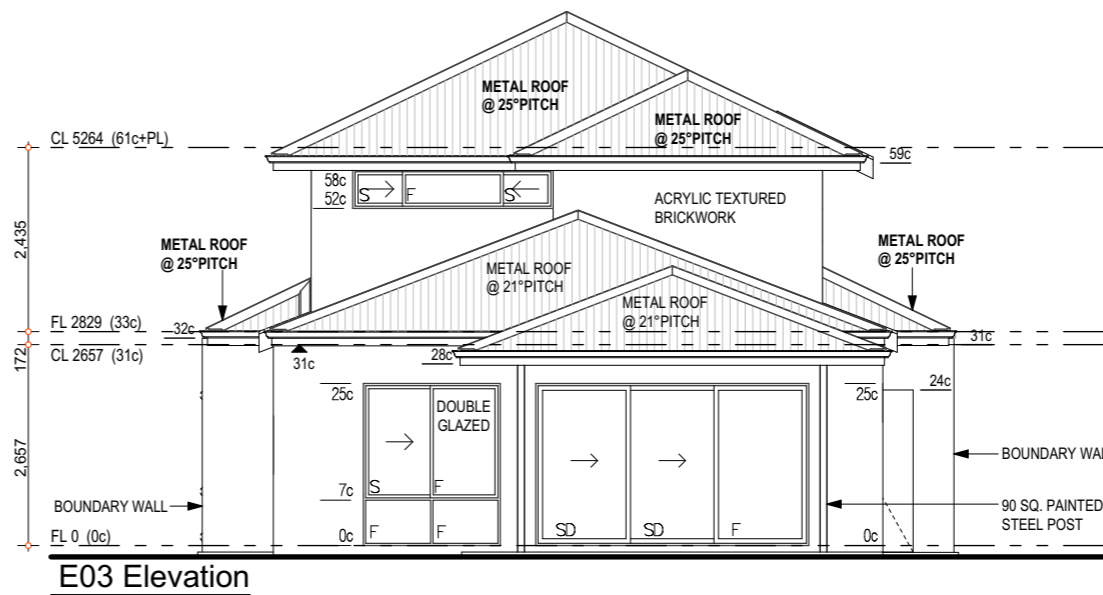 METAL ROOF
@ 25°PITCH
METAL ROOF
@ 25°PITCH
CL 5264 (61c+PL)
59c
58c
52c
S
F
S
ACRYLIC TEXTURED
BRICKWORK
2,435
METAL ROOF
@ 25°PITCH
METAL ROOF
@ 21°PITCH
METAL ROOF
@ 25°PITCH
METAL ROOF
@ 21°PITCH
FL 2829 (33c)
32c
31c
172
CL 2657 (31c)
31c
28c
25c
DOUBLE
GLAZED
25c
24c
2,657
S
F
7c
BOUNDARY WALL
BOUNDARY WAL
90 SQ. PAINTED
STEEL POST
FL 0 (0c)
0c
F
F
SD
SD
F
0c
E03 Elevation